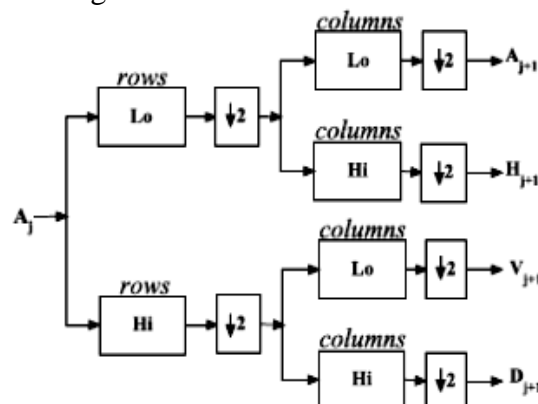 columns
Lo
↓2
A_{j+1}
rows
Lo
↓2
columns
Hi
↓2
H_{j+1}
A_j
columns
Lo
↓2
V_{j+1}
rows
Hi
↓2
columns
Hi
↓2
D_{j+1}